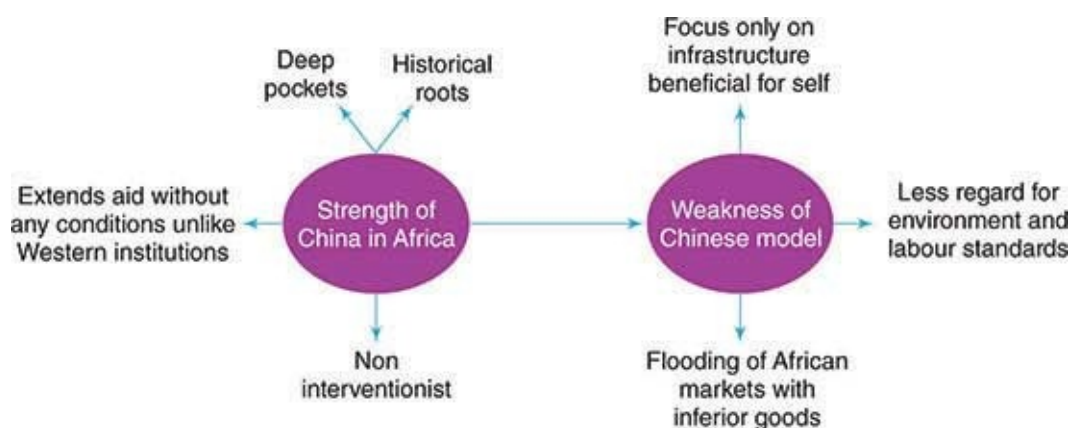 Deep
pockets
Historical
roots
Extends aid without
any conditions unlike
Western institutions
Strength of
China in Africa
Non
interventionist
Focus only on
infrastructure
beneficial for self
Weakness of
Chinese model
Less regard for
environment and
labour standards
Flooding of African
markets with
inferior goods